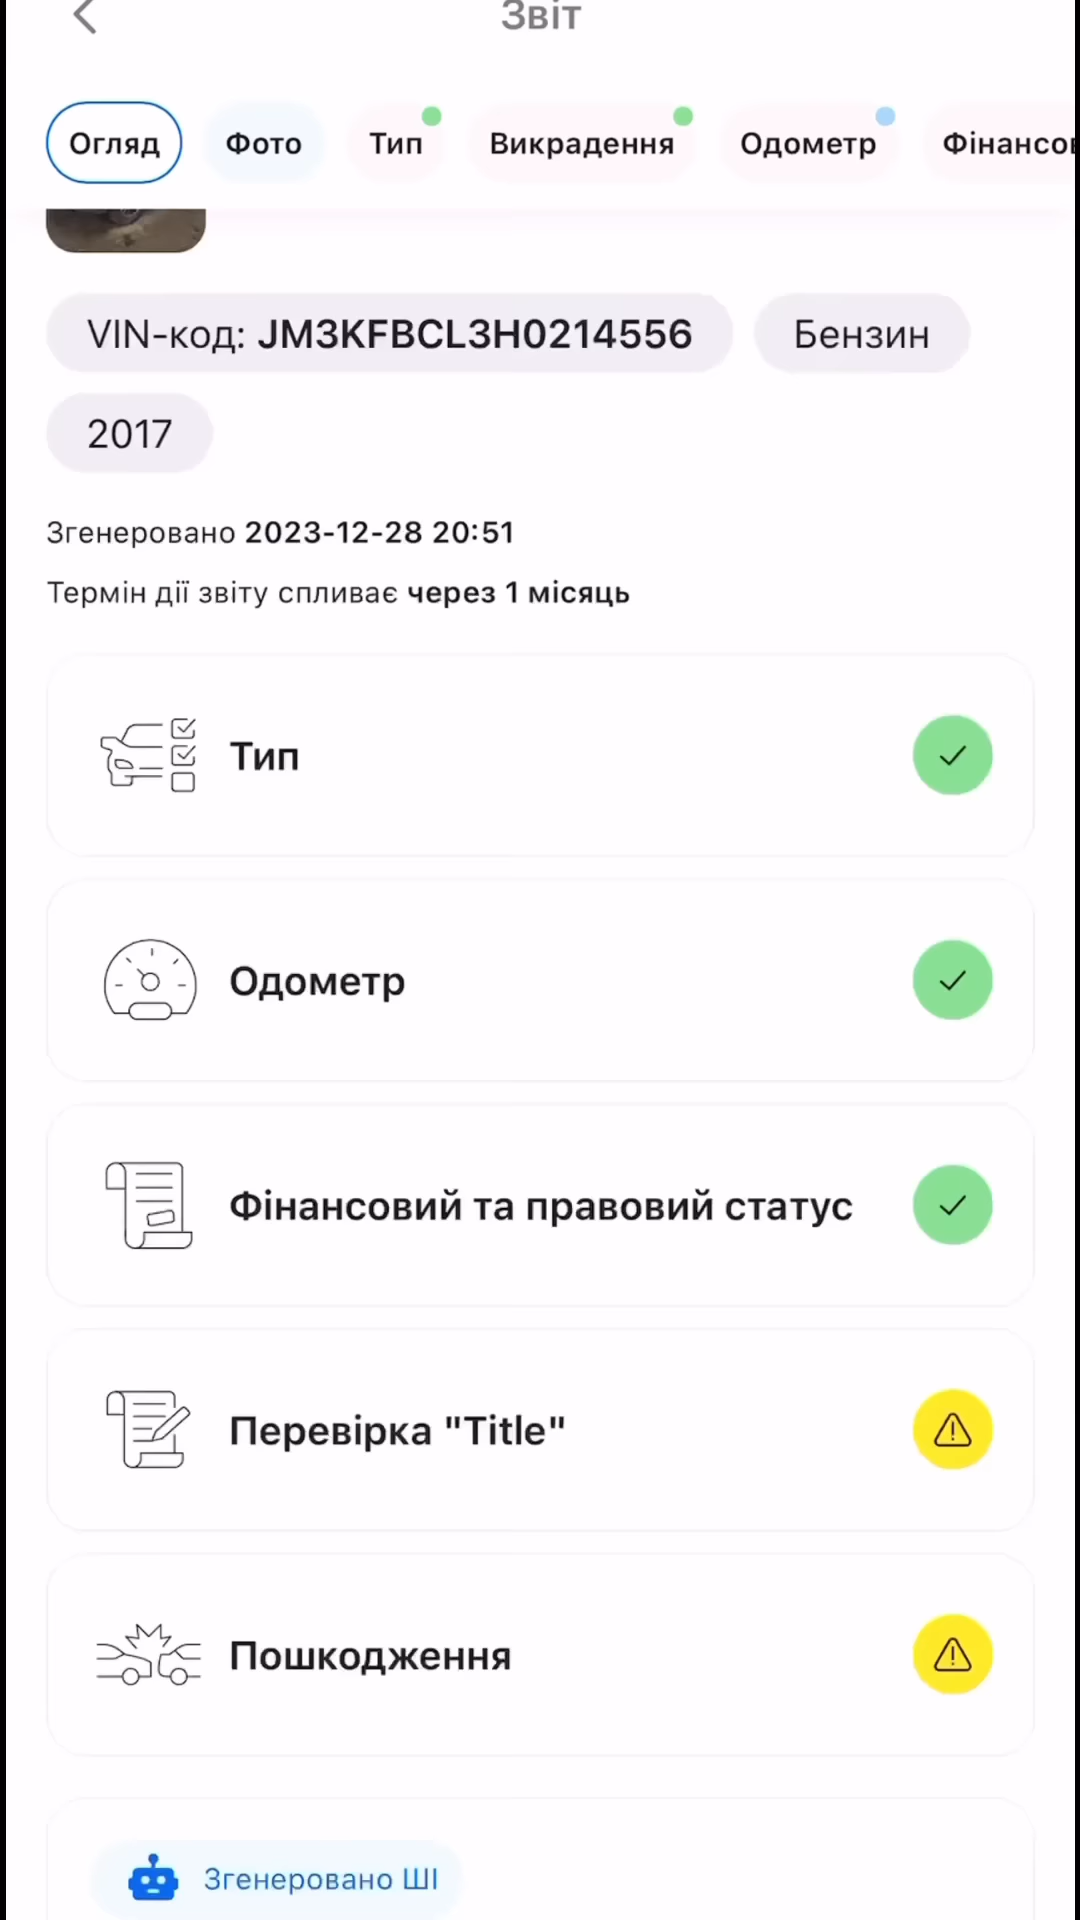 Звіт
Огляд Фото Тип Викрадення Одометр Фінансов
VIN-код: JM3KFBCL3H0214556 Бензин
2017
Згенеровано 2023-12-28 20:51
Термін дії звіту спливає через 1 місяць
Тип
Одометр
Фінансовий та правовий статус
Перевірка "Title"
Пошкодження
Згенеровано ШІ